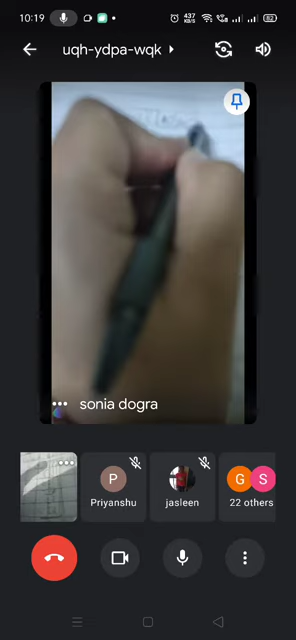 10:19 437 KB/S 82
uqh-ydpa-wqk
sonia dogra
P G S
Priyanshu jasleen 22 others